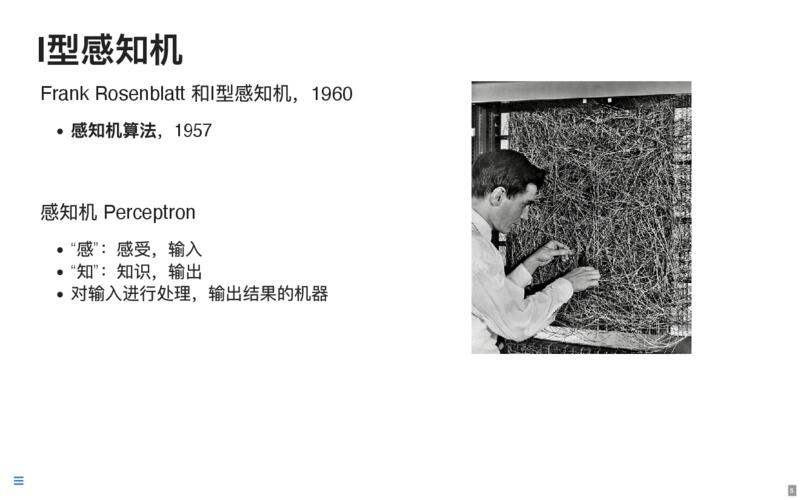 I型感知机
Frank Rosenblatt 和I型感知机，1960
• 感知机算法，1957
感知机 Perceptron
• “感”：感受，输入
• “知”：知识，输出
• 对输入进行处理，输出结果的机器